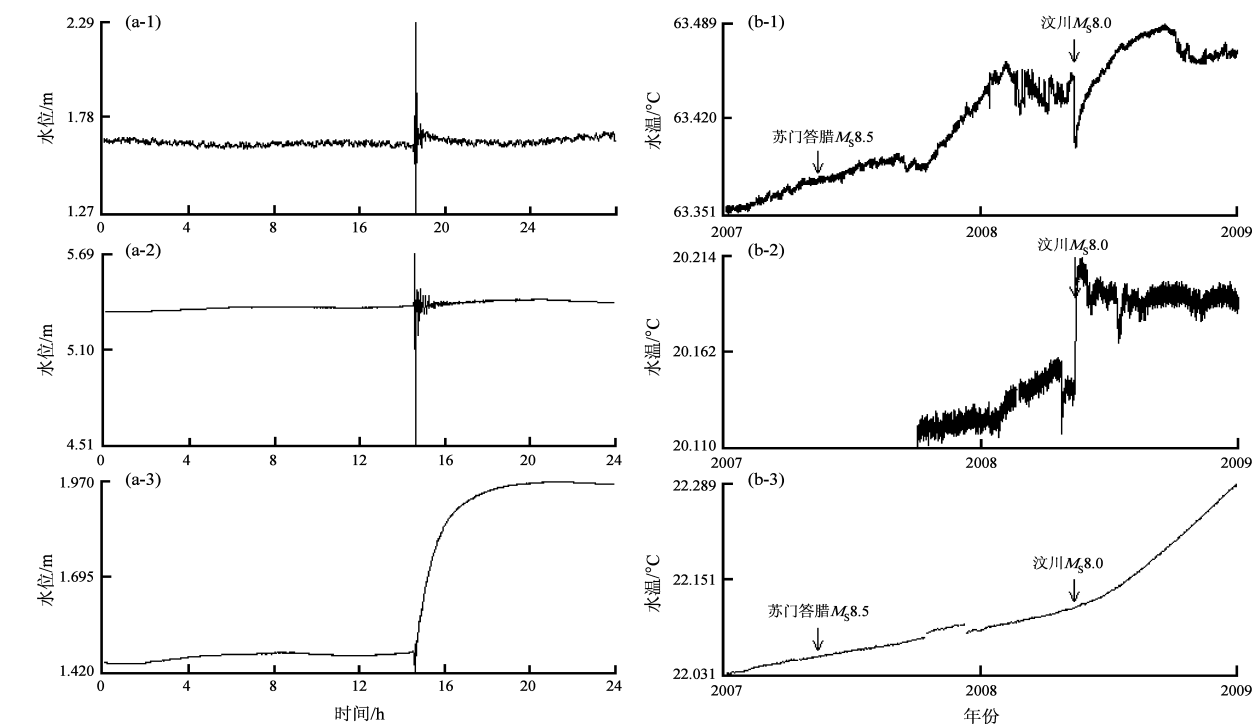 (a-1)
2.29
1.78
1.27
水位/m
0 4 8 12 16 20 24
(b-1)
63.489
63.420
63.351
水温/°C
苏门答腊MS8.5
汶川MS8.0
2007 2008 2009
(a-2)
5.69
5.10
4.51
水位/m
0 4 8 12 16 20 24
(b-2)
20.214
20.162
20.110
水温/°C
汶川MS8.0
2007 2008 2009
(a-3)
1.970
1.695
1.420
水位/m
0 4 8 12 16 20 24
时间/h
(b-3)
22.289
22.151
22.031
水温/°C
苏门答腊MS8.5
汶川MS8.0
2007 2008 2009
年份